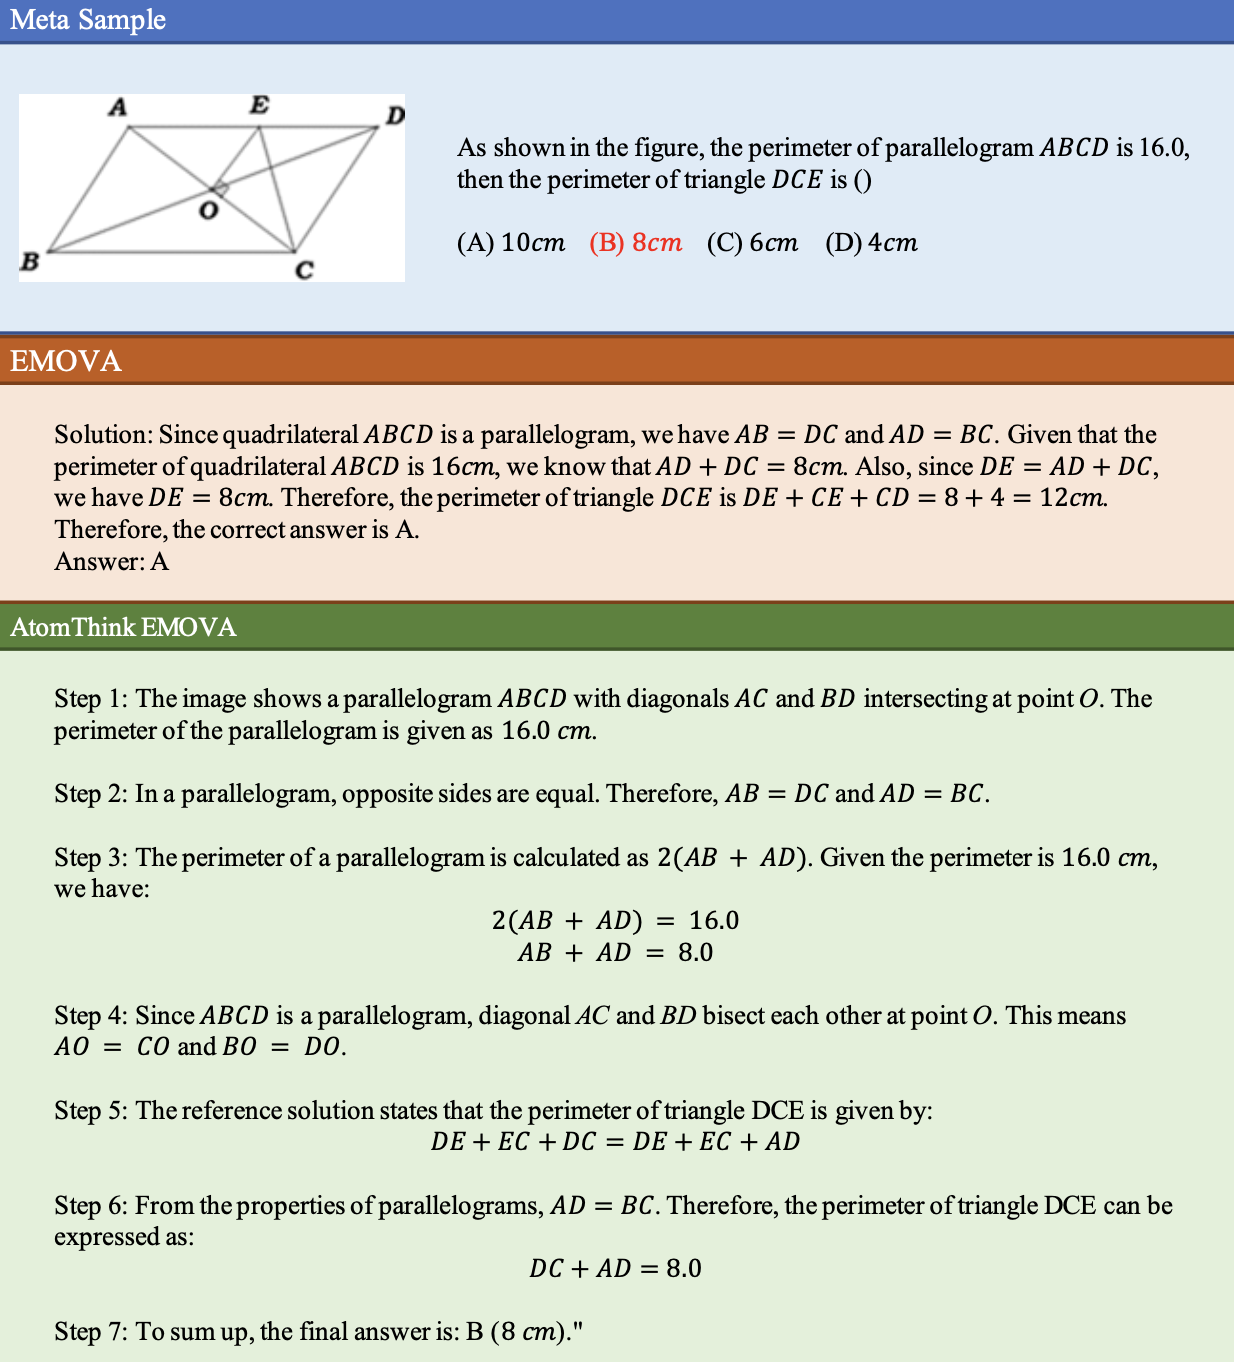 Meta Sample
A E D
O
B C
As shown in the figure, the perimeter of parallelogram ABCD is 16.0,
then the perimeter of triangle DCE is ()
(A) 10cm (B) 8cm (C) 6cm (D) 4cm
EMOVA
Solution: Since quadrilateral ABCD is a parallelogram, we have AB = DC and AD = BC. Given that the
perimeter of quadrilateral ABCD is 16cm, we know that AD + DC = 8cm. Also, since DE = AD + DC,
we have DE = 8cm. Therefore, the perimeter of triangle DCE is DE + CE + CD = 8 + 4 = 12cm.
Therefore, the correct answer is A.
Answer: A
AtomThink EMOVA
Step 1: The image shows a parallelogram ABCD with diagonals AC and BD intersecting at point O. The
perimeter of the parallelogram is given as 16.0 cm.
Step 2: In a parallelogram, opposite sides are equal. Therefore, AB = DC and AD = BC.
Step 3: The perimeter of a parallelogram is calculated as 2(AB + AD). Given the perimeter is 16.0 cm,
we have:
2(AB + AD) = 16.0
AB + AD = 8.0
Step 4: Since ABCD is a parallelogram, diagonal AC and BD bisect each other at point O. This means
AO = CO and BO = DO.
Step 5: The reference solution states that the perimeter of triangle DCE is given by:
DE + EC + DC = DE + EC + AD
Step 6: From the properties of parallelograms, AD = BC. Therefore, the perimeter of triangle DCE can be
expressed as:
DC + AD = 8.0
Step 7: To sum up, the final answer is: B (8 cm)."